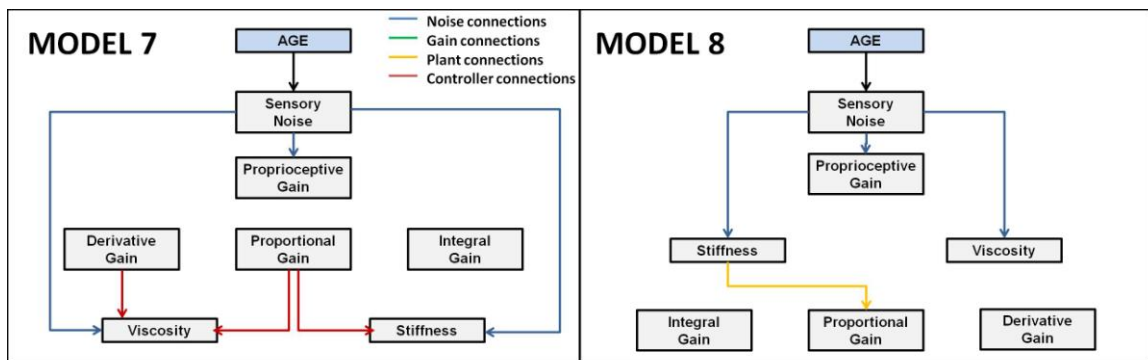 MODEL 7
AGE
Noise connections
Gain connections
Plant connections
Controller connections
Sensory
Noise
Proprioceptive
Gain
Derivative
Gain
Proportional
Gain
Integral
Gain
Viscosity
Stiffness
MODEL 8
AGE
Sensory
Noise
Proprioceptive
Gain
Stiffness
Viscosity
Integral
Gain
Proportional
Gain
Derivative
Gain